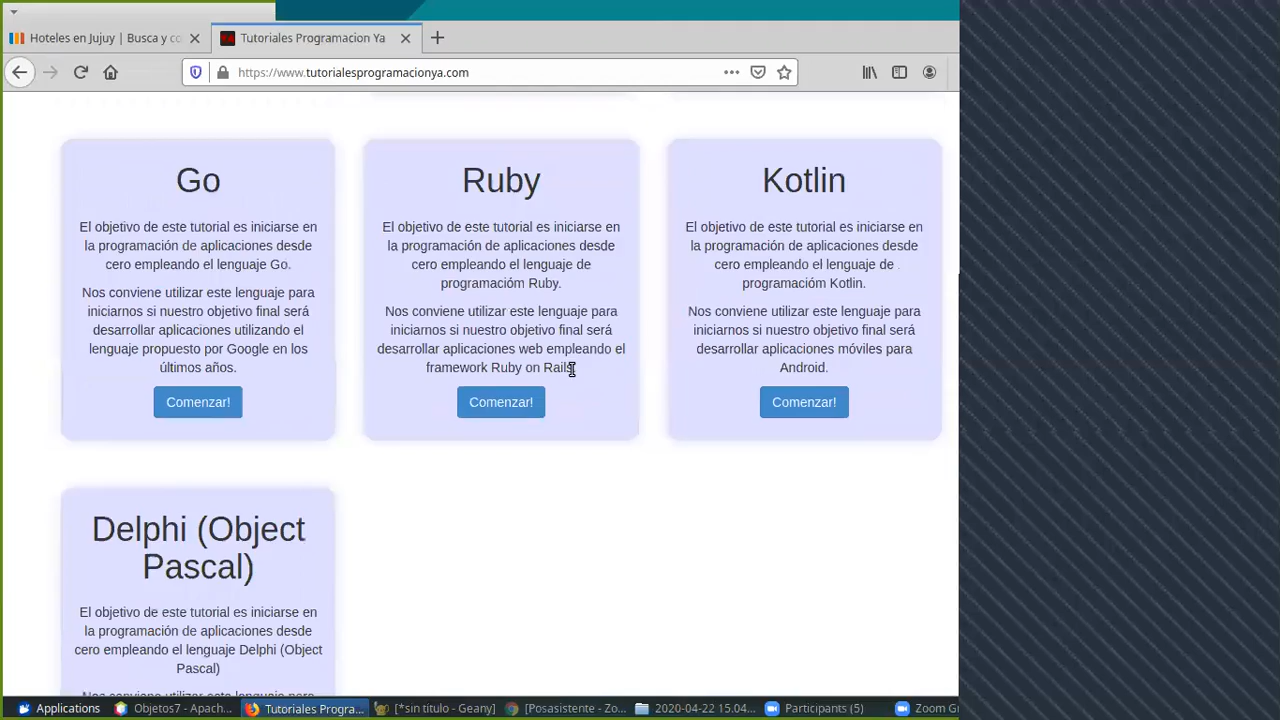 Hoteles en Jujuy | Busca y co
Tutoriales Programacion Ya
https://www.tutorialesprogramacionya.com
Go
El objetivo de este tutorial es iniciarse en
la programación de aplicaciones desde
cero empleando el lenguaje Go.
Nos conviene utilizar este lenguaje para
iniciarnos si nuestro objetivo final será
desarrollar aplicaciones utilizando el
lenguaje propuesto por Google en los
últimos años.
Comenzar!
Ruby
El objetivo de este tutorial es iniciarse en
la programación de aplicaciones desde
cero empleando el lenguaje de
programacióm Ruby.
Nos conviene utilizar este lenguaje para
iniciarnos si nuestro objetivo final será
desarrollar aplicaciones web empleando el
framework Ruby on Rails.
Comenzar!
Kotlin
El objetivo de este tutorial es iniciarse en
la programación de aplicaciones desde
cero empleando el lenguaje de
programacióm Kotlin.
Nos conviene utilizar este lenguaje para
iniciarnos si nuestro objetivo final será
desarrollar aplicaciones móviles para
Android.
Comenzar!
Delphi (Object
Pascal)
El objetivo de este tutorial es iniciarse en
la programación de aplicaciones desde
cero empleando el lenguaje Delphi (Object
Pascal)
Nos conviene utilizar este lenguaje para
Applications
Objetos7 - Apach...
Tutoriales Progra...
[*sin título - Geany]
[Posasistente - Zo...
2020-04-22 15.04...
Participants (5)
Zoom Gr